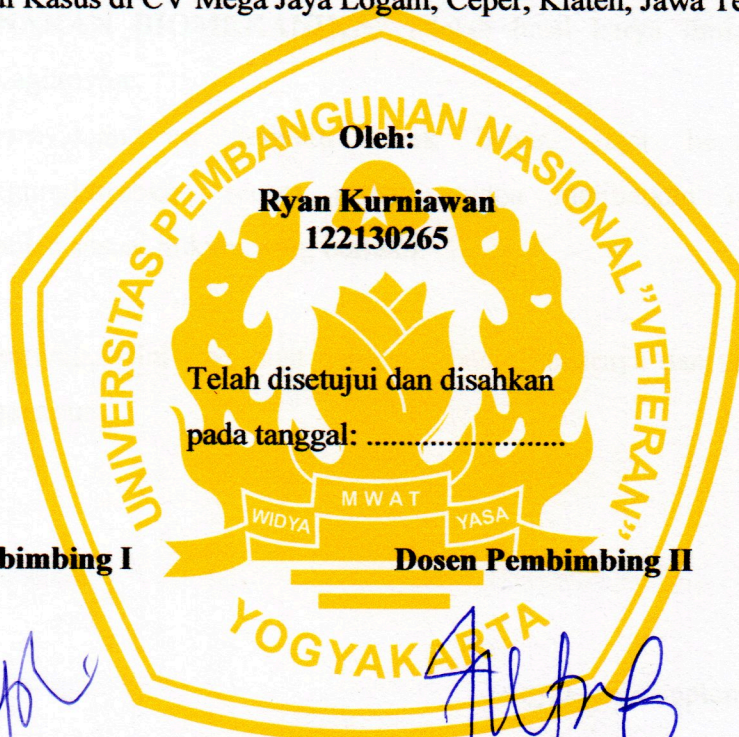 Kasus di CV Mega Jaya Logam, Ceper, Klaten, Jawa Te
UNIVERSITAS PEMBANGUNAN NASIONAL "VETERAN"
Oleh:
Ryan Kurniawan
122130265
Telah disetujui dan disahkan
pada tanggal: .........................
MWAT
WIDYA YASA
bimbing I Dosen Pembimbing II
YOGYAKARTA